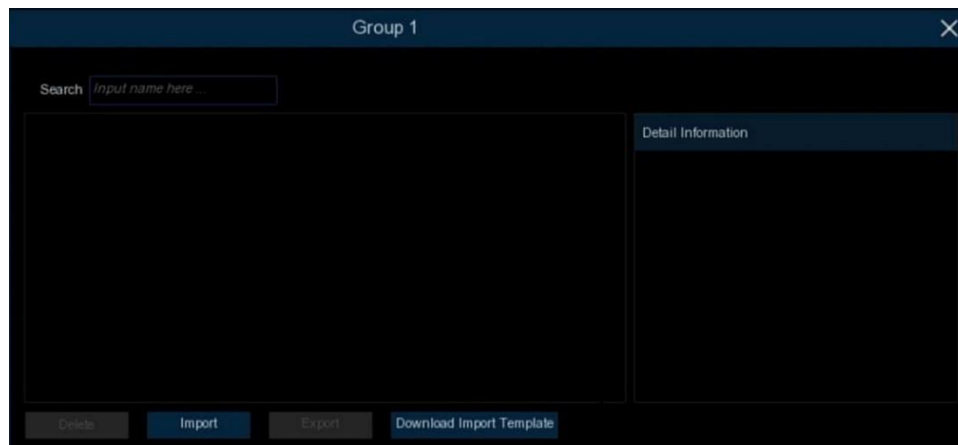 Group 1
Search Input name here ...
Detail Information
Delete Import Export Download Import Template